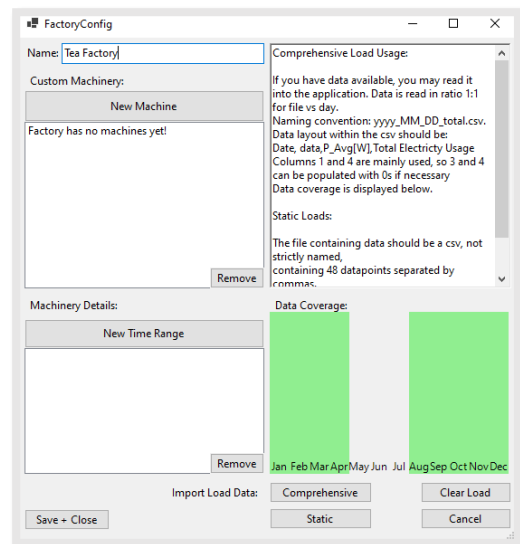 FactoryConfig
Name: Tea Factory
Custom Machinery:
New Machine
Factory has no machines yet!
Remove
Comprehensive Load Usage:
If you have data available, you may read it
into the application. Data is read in ratio 1:1
for file vs day.
Naming convention: yyyy_MM_DD_total.csv.
Data layout within the csv should be:
Date, data,P_Avg[W],Total Electricty Usage
Columns 1 and 4 are mainly used, so 3 and 4
can be populated with 0s if necessary
Data coverage is displayed below.
Static Loads:
The file containing data should be a csv, not
strictly named,
containing 48 datapoints separated by
commas.
Machinery Details:
New Time Range
Remove
Data Coverage:
Jan Feb Mar Apr May Jun Jul Aug Sep Oct Nov Dec
Import Load Data:
Comprehensive
Clear Load
Save + Close
Static
Cancel